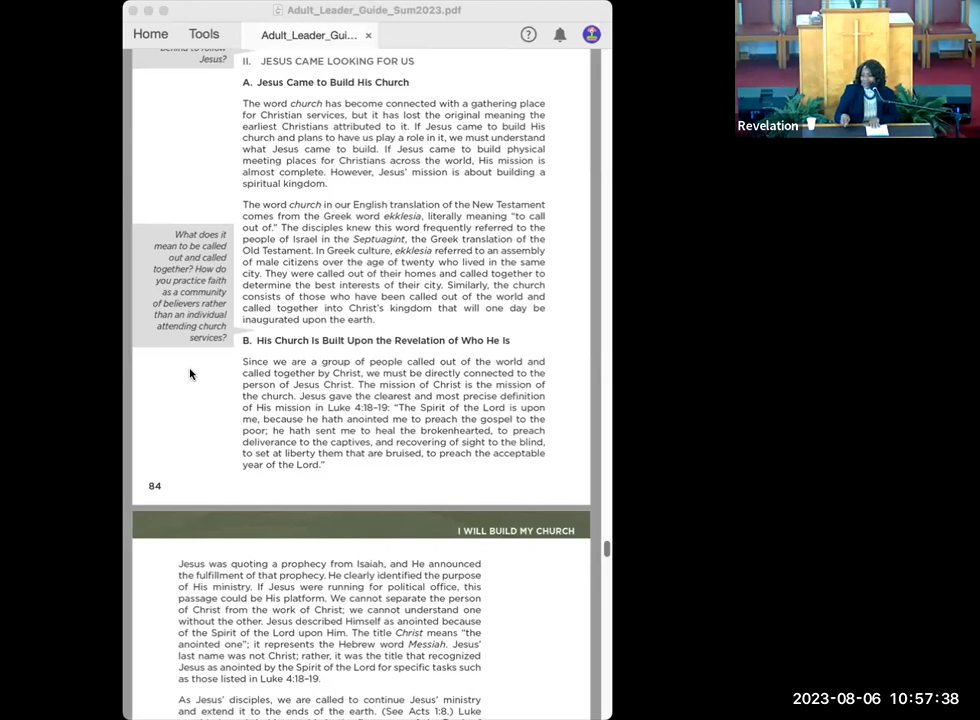 Adult_Leader_Guide_Sum2023.pdf
Home Tools Adult_Leader_Gui... ×
behind to follow
Jesus?
II. JESUS CAME LOOKING FOR US
A. Jesus Came to Build His Church
The word church has become connected with a gathering place
for Christian services, but it has lost the original meaning the
earliest Christians attributed to it. If Jesus came to build His
church and plans to have us play a role in it, we must understand
what Jesus came to build. If Jesus came to build physical
meeting places for Christians across the world, His mission is
almost complete. However, Jesus' mission is about building a
spiritual kingdom.
The word church in our English translation of the New Testament
comes from the Greek word ekklesia, literally meaning "to call
out of." The disciples knew this word frequently referred to the
people of Israel in the Septuagint, the Greek translation of the
Old Testament. In Greek culture, ekklesia referred to an assembly
of male citizens over the age of twenty who lived in the same
city. They were called out of their homes and called together to
determine the best interests of their city. Similarly, the church
consists of those who have been called out of the world and
called together into Christ's kingdom that will one day be
inaugurated upon the earth.
What does it
mean to be called
out and called
together? How do
you practice faith
as a community
of believers rather
than an individual
attending church
services?
B. His Church Is Built Upon the Revelation of Who He Is
Since we are a group of people called out of the world and
called together by Christ, we must be directly connected to the
person of Jesus Christ. The mission of Christ is the mission of
the church. Jesus gave the clearest and most precise definition
of His mission in Luke 4:18–19: "The Spirit of the Lord is upon
me, because he hath anointed me to preach the gospel to the
poor; he hath sent me to heal the brokenhearted, to preach
deliverance to the captives, and recovering of sight to the blind,
to set at liberty them that are bruised, to preach the acceptable
year of the Lord."
84
I WILL BUILD MY CHURCH
Jesus was quoting a prophecy from Isaiah, and He announced
the fulfillment of that prophecy. He clearly identified the purpose
of His ministry. If Jesus were running for political office, this
passage could be His platform. We cannot separate the person
of Christ from the work of Christ; we cannot understand one
without the other. Jesus described Himself as anointed because
of the Spirit of the Lord upon Him. The title Christ means "the
anointed one"; it represents the Hebrew word Messiah. Jesus'
last name was not Christ; rather, it was the title that recognized
Jesus as anointed by the Spirit of the Lord for specific tasks such
as those listed in Luke 4:18–19.
As Jesus' disciples, we are called to continue Jesus' ministry
and extend it to the ends of the earth. (See Acts 1:8.) Luke
Revelation
2023-08-06 10:57:38